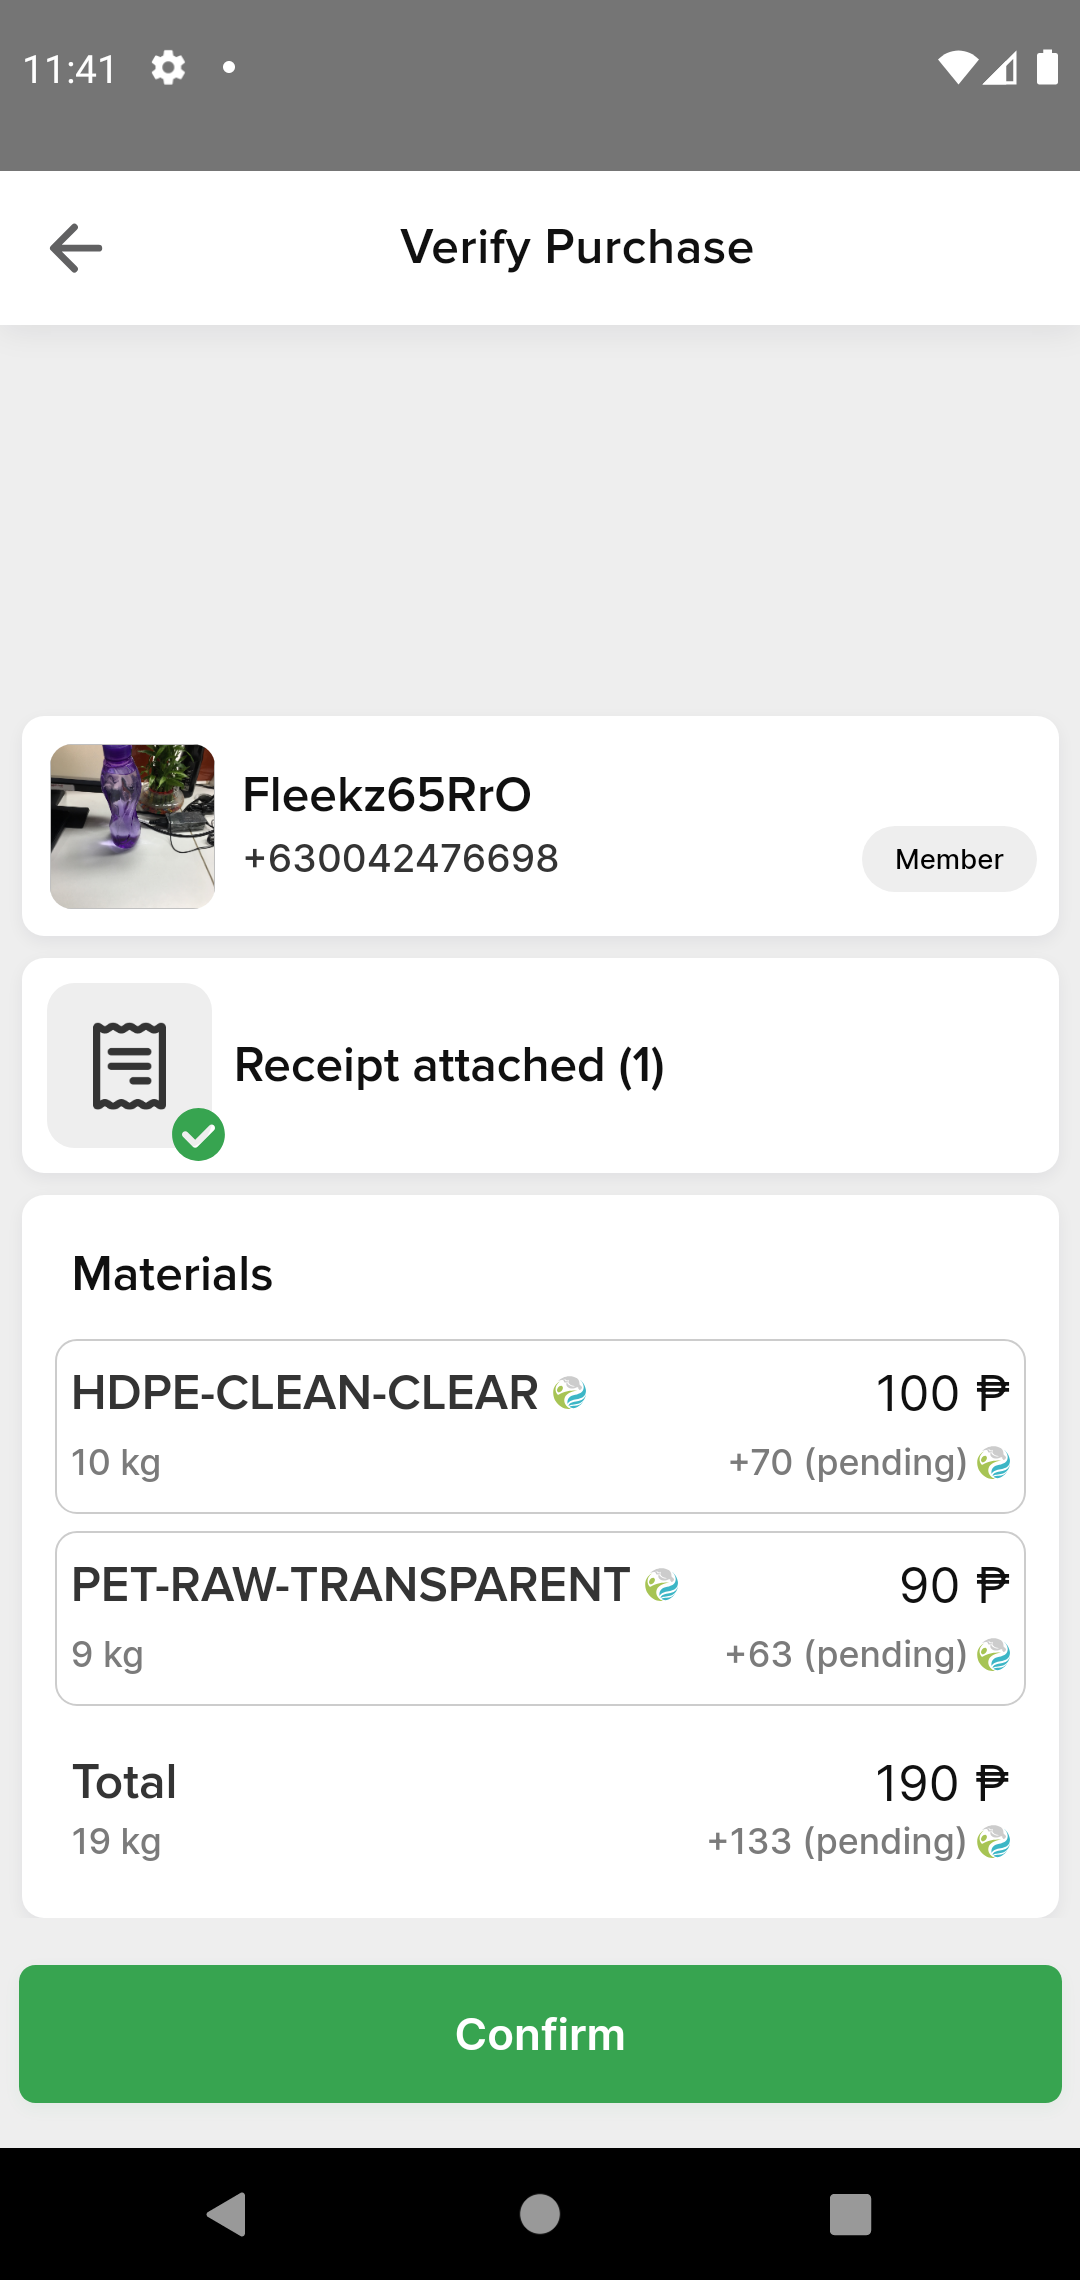 11:41
Verify Purchase
Fleekz65RrO
+630042476698
Member
Receipt attached (1)
Materials
HDPE-CLEAN-CLEAR 100 ₱
10 kg +70 (pending)
PET-RAW-TRANSPARENT 90 ₱
9 kg +63 (pending)
Total 190 ₱
19 kg +133 (pending)
Confirm